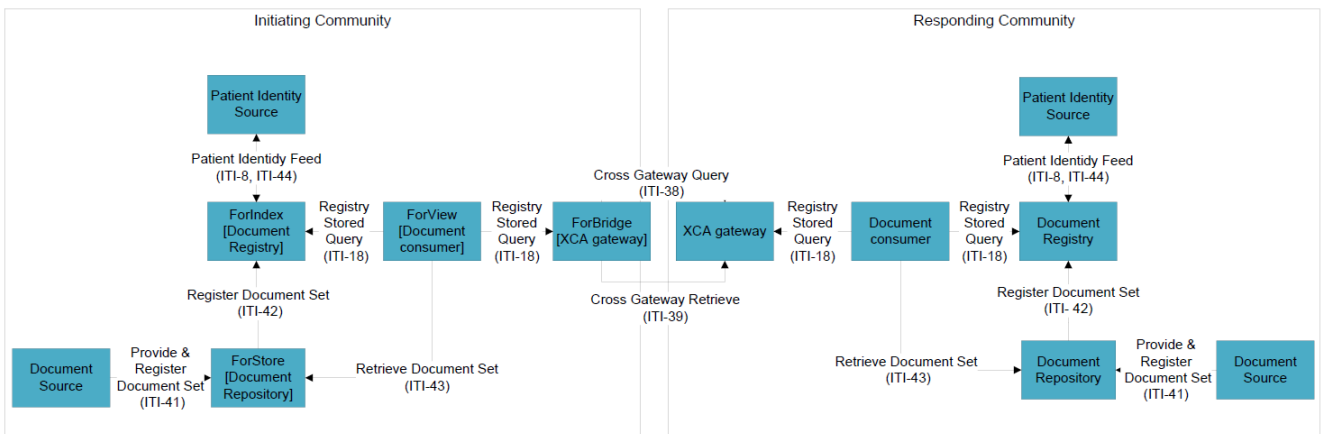 Initiating Community
Responding Community
Patient Identity
Source
Patient Identity
Source
Patient Identidy Feed
(ITI-8, ITI-44)
Patient Identidy Feed
(ITI-8, ITI-44)
Cross Gateway Query
(ITI-38)
ForIndex
[Document
Registry]
Registry
Stored
Query
(ITI-18)
ForView
[Document
consumer]
Registry
Stored
Query
(ITI-18)
ForBridge
[XCA gateway]
XCA gateway
Registry
Stored
Query
(ITI-18)
Document
consumer
Registry
Stored
Query
(ITI-18)
Document
Registry
Cross Gateway Retrieve
(ITI-39)
Register Document Set
(ITI-42)
Register Document Set
(ITI- 42)
Document
Source
Provide &
Register
Document Set
(ITI-41)
ForStore
[Document
Repository]
Retrieve Document Set
(ITI-43)
Retrieve Document Set
(ITI-43)
Document
Repository
Provide &
Register
Document Set
(ITI-41)
Document
Source